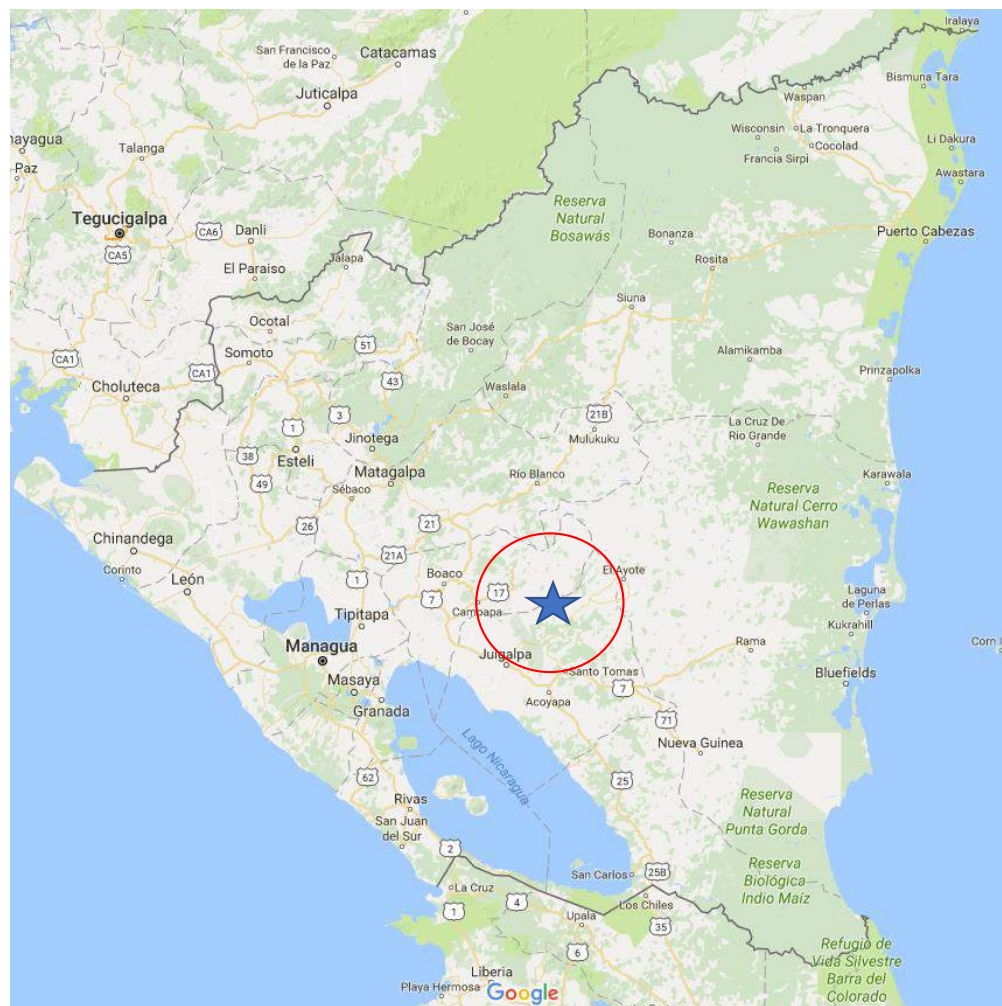 Iralaya
San Francisco
de la Paz
Catacamas
Juticalpa
Bismuna Tara
Waspan
Wisconsin
La Tronquera
Cocolad
Francia Sirpi
Li Dakura
Awastara
Talanga
Paz
Tegucigalpa
CA6
Danli
CA5
El Paraiso
Talapa
Reserva
Natural
Bosawás
Bonanza
Rosita
Puerto Cabezas
Siuna
Ocotal
Somoto
San José
de Bocay
51
CA1
CA1
43
Choluteca
Alamikamba
Prinzapolka
Waslala
21B
Mulukuku
La Cruz De
Rio Grande
3
1
Jinotega
Esteli
38
49
Matagalpa
Sébaco
Río Blanco
Karawala
Reserva
Natural Cerro
Wawashan
26
21
21A
Chinandega
Corinto
León
1
Boaco
7
17
Camoapa
El Ayote
Laguna
de Perlas
Kukrahill
Tipitapa
Managua
Masaya
Granada
Juigalpa
Santo Tomas
7
Acoyapa
Rama
Bluefields
Corn
71
Nueva Guinea
Lago Nicaragua
62
25
Rivas
San Juan
del Sur
2
Reserva
Natural
Punta Gorda
Reserva
Biológica
Indio Maíz
San Carlos
25B
Los Chiles
La Cruz
1
4
Upala
35
6
Liberia
Playa Hermosa
Google
Refugio de
Vida Silvestre
Barra del
Colorado